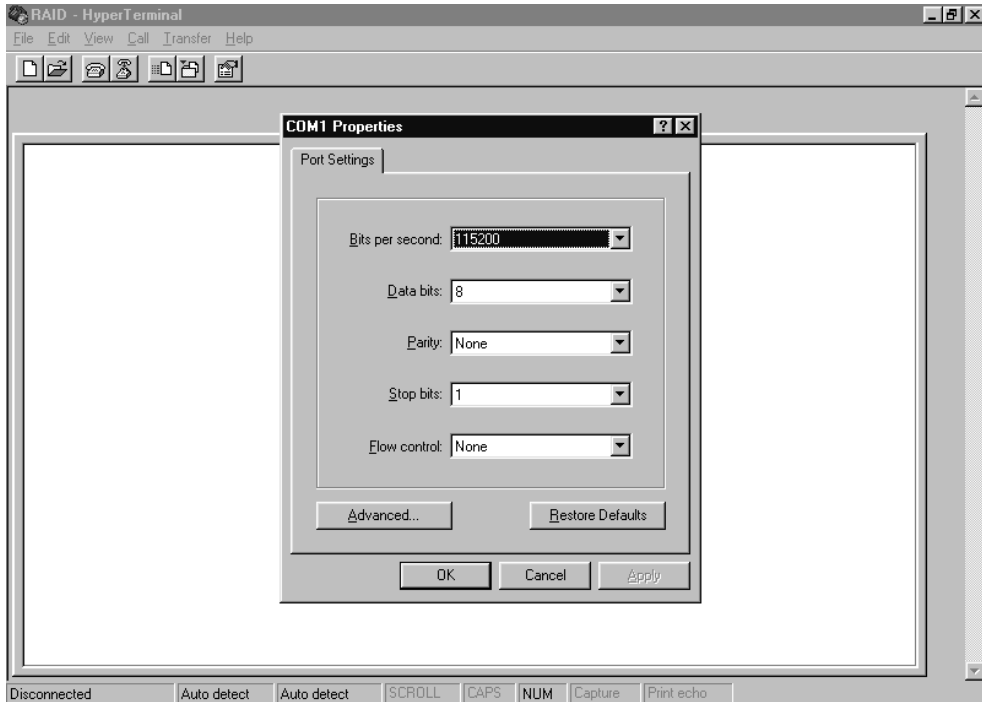 RAID - HyperTerminal
File Edit View Call Transfer Help
COM1 Properties
Port Settings
Bits per second: 115200
Data bits: 8
Parity: None
Stop bits: 1
Flow control: None
Advanced... Restore Defaults
OK Cancel Apply
Disconnected Auto detect Auto detect SCROLL CAPS NUM Capture Print echo